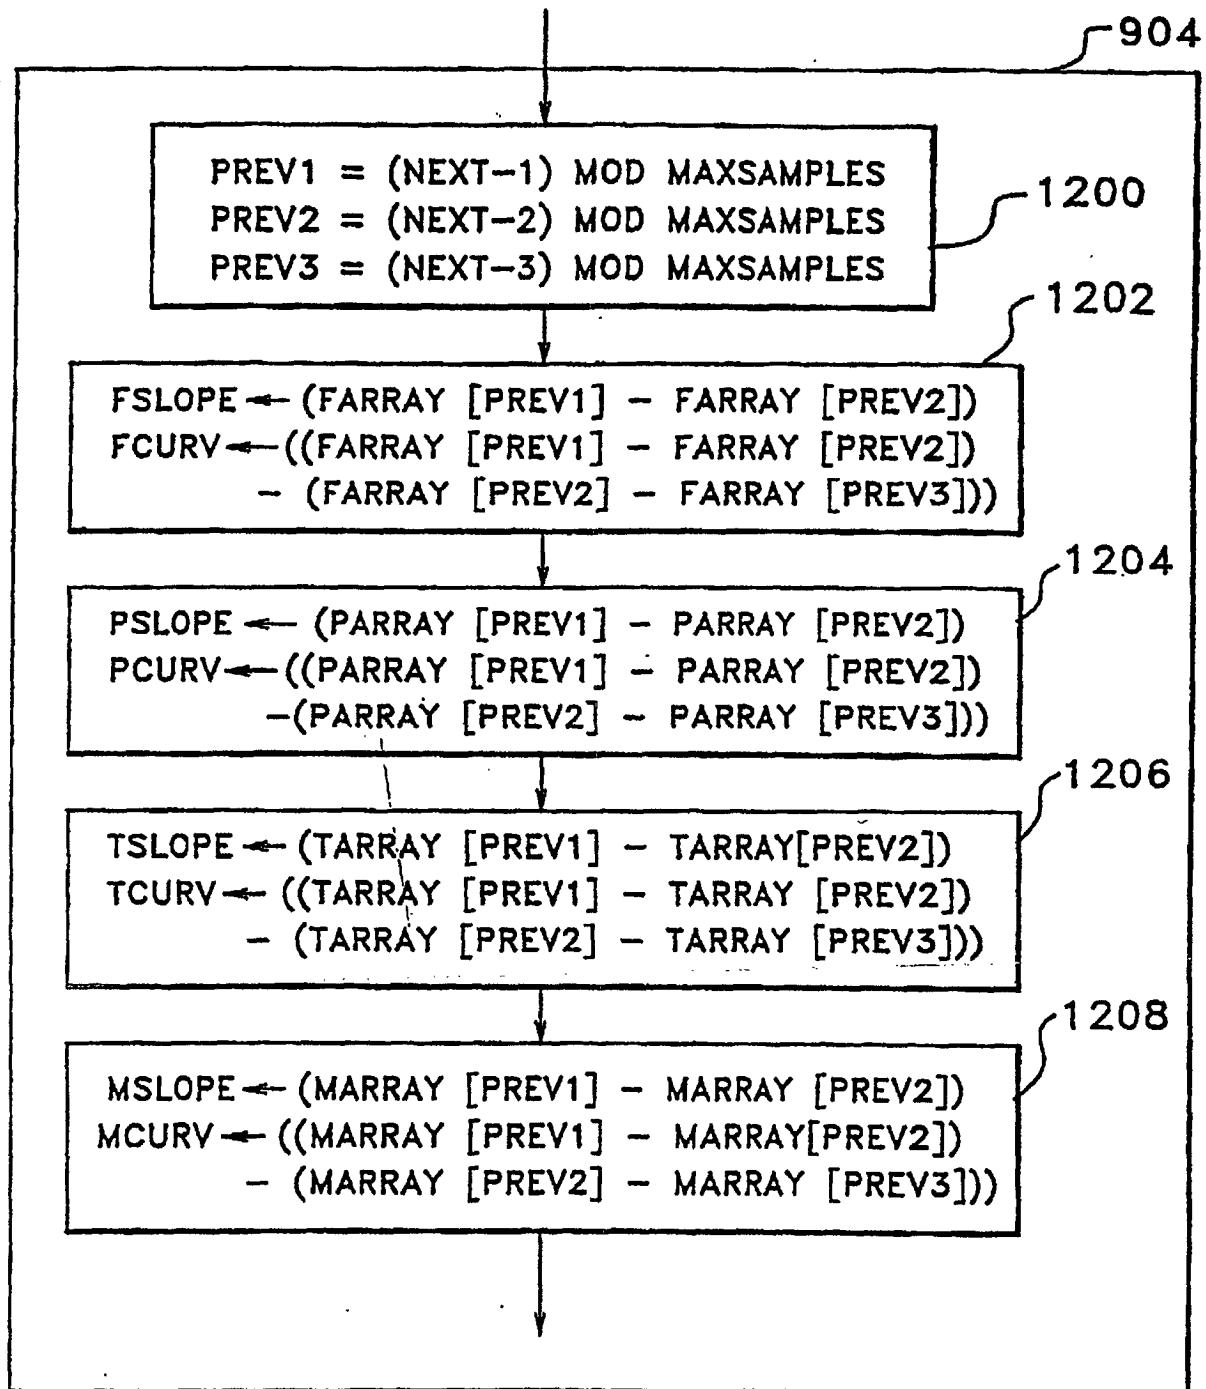 904
PREV1 = (NEXT-1) MOD MAXSAMPLES
PREV2 = (NEXT-2) MOD MAXSAMPLES
PREV3 = (NEXT-3) MOD MAXSAMPLES
1200
1202
FSLOPE ← (FARRAY [PREV1] - FARRAY [PREV2])
FCURV ← ((FARRAY [PREV1] - FARRAY [PREV2])
- (FARRAY [PREV2] - FARRAY [PREV3]))
1204
PSLOPE ← (PARRAY [PREV1] - PARRAY [PREV2])
PCURV ← ((PARRAY [PREV1] - PARRAY [PREV2])
-(PARRAY [PREV2] - PARRAY [PREV3]))
1206
TSLOPE ← (TARRAY [PREV1] - TARRAY[PREV2])
TCURV ← ((TARRAY [PREV1] - TARRAY [PREV2])
- (TARRAY [PREV2] - TARRAY [PREV3]))
1208
MSLOPE ← (MARRAY [PREV1] - MARRAY [PREV2])
MCURV ← ((MARRAY [PREV1] - MARRAY[PREV2])
- (MARRAY [PREV2] - MARRAY [PREV3]))